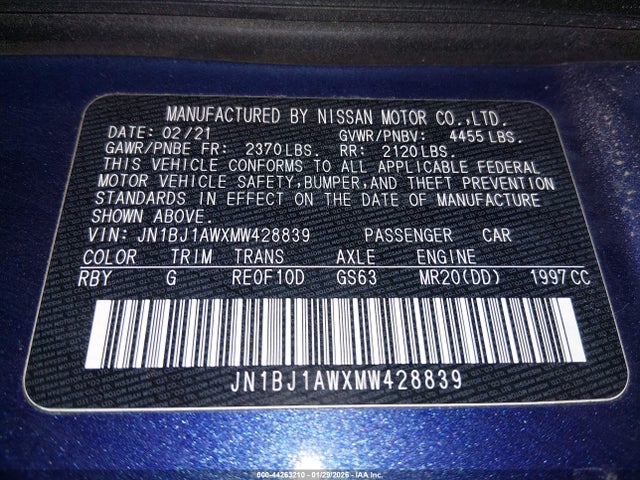 MANUFACTURED BY NISSAN MOTOR CO.,LTD.
DATE: 02/21 GVWR/PNBV: 4455 LBS.
GAWR/PNBE FR: 2370 LBS. RR: 2120 LBS.
THIS VEHICLE CONFORMS TO ALL APPLICABLE FEDERAL
MOTOR VEHICLE SAFETY, BUMPER, AND THEFT PREVENTION
STANDARDS IN EFFECT ON THE DATE OF MANUFACTURE
SHOWN ABOVE.
VIN: JN1BJ1AWXMW428839 PASSENGER CAR
COLOR TRIM TRANS AXLE ENGINE
RBY G RE0F10D GS63 MR20(DD) 1997CC
JN1BJ1AWXMW428839
000-44263210 - 01/29/2026 - IAA Inc.